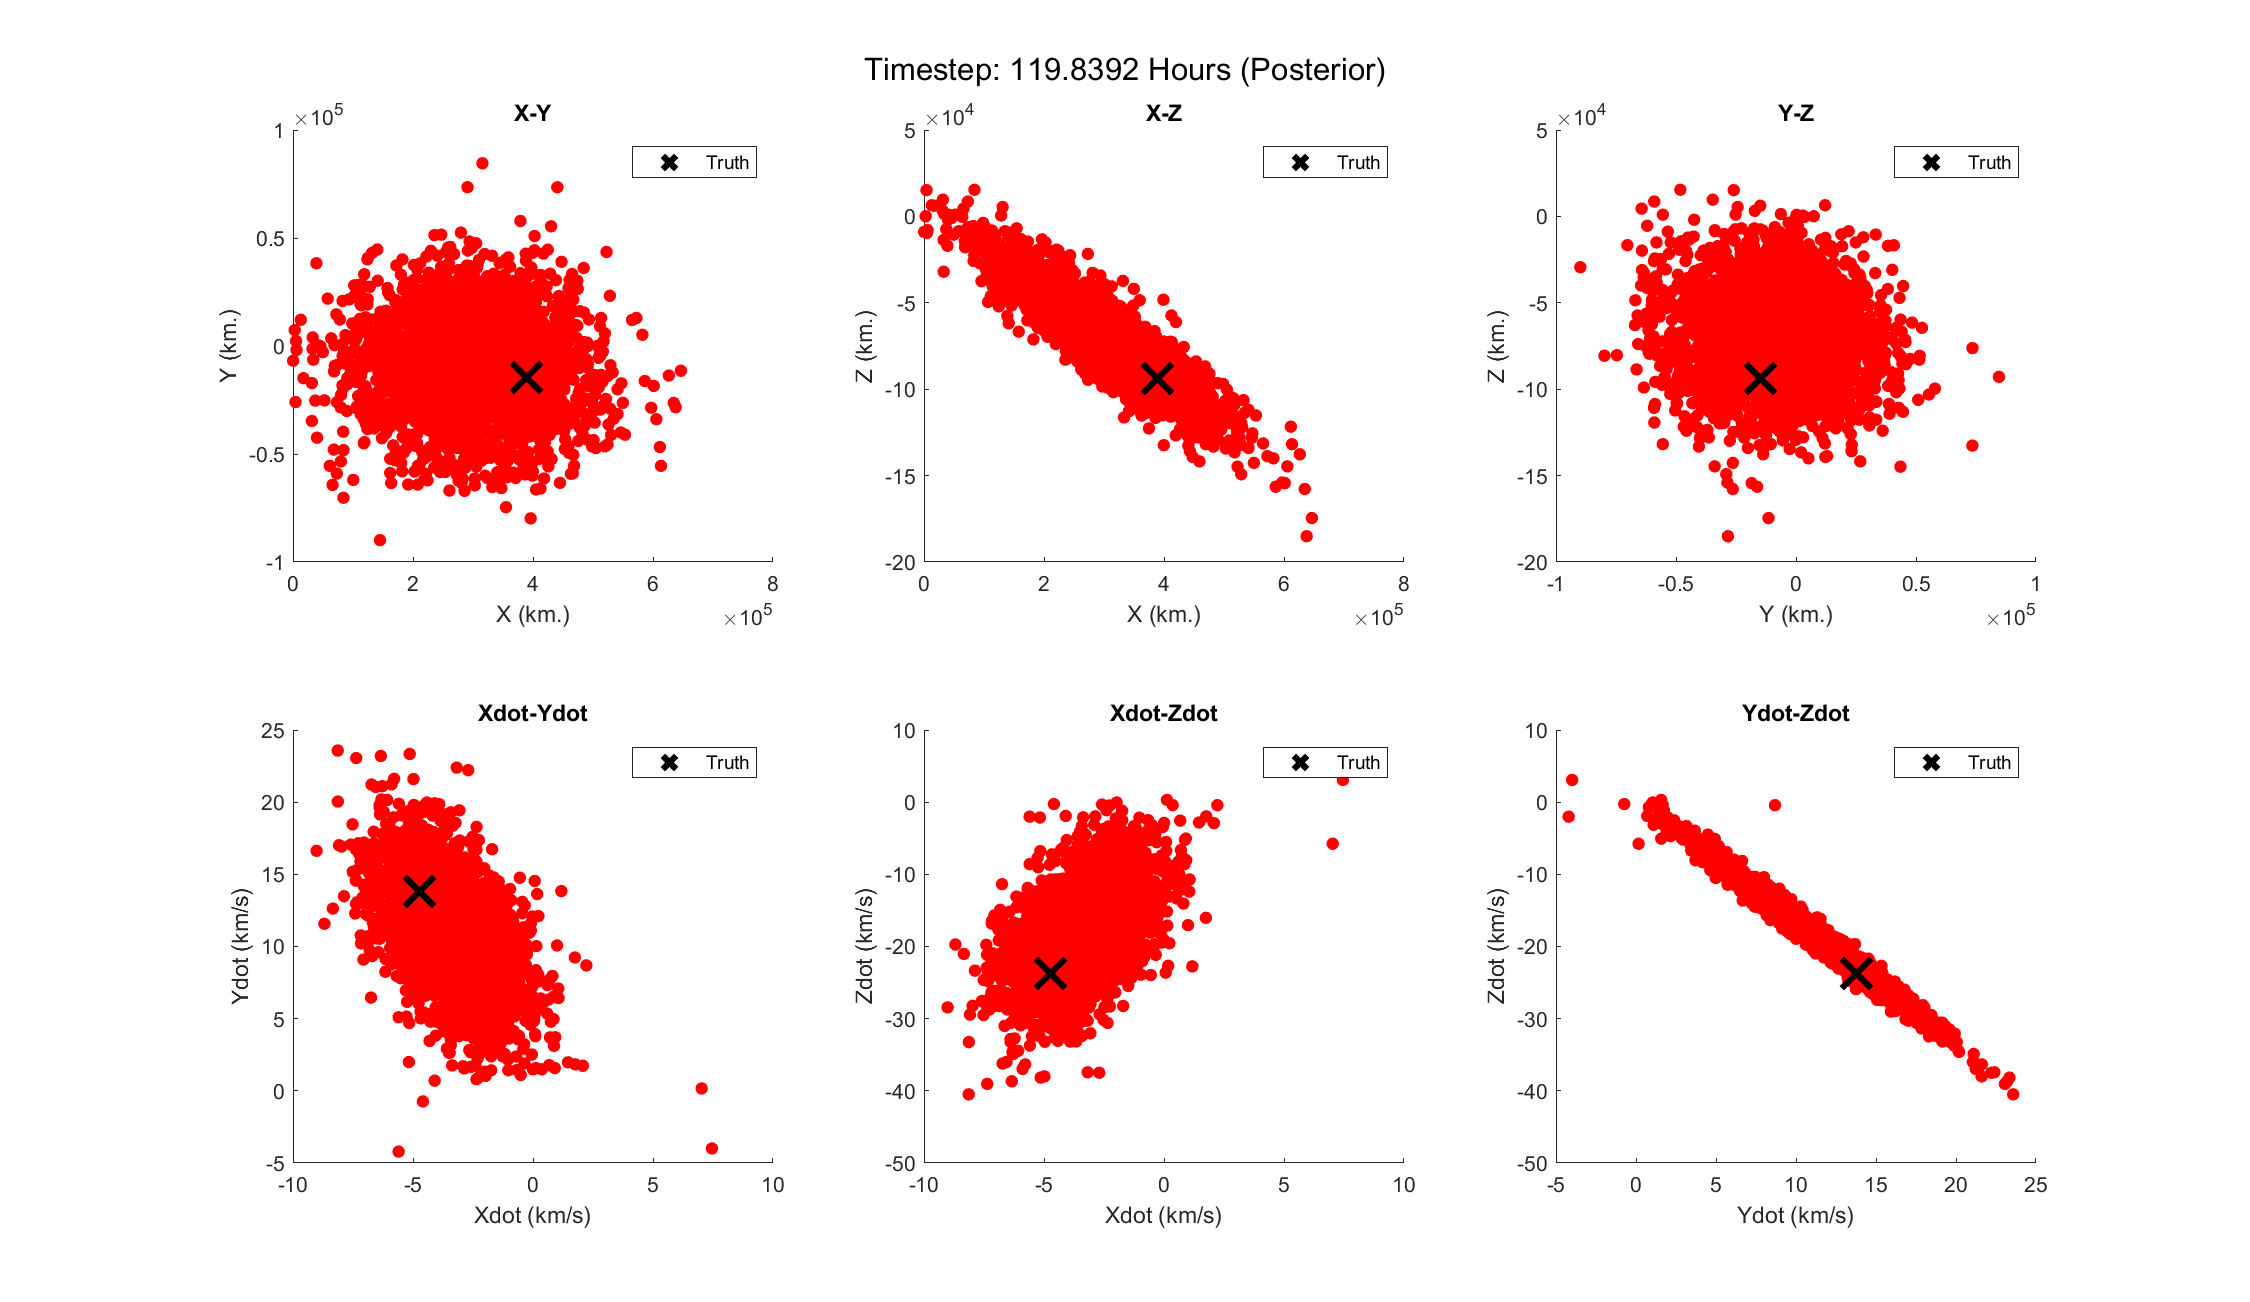 Timestep: 119.8392 Hours (Posterior)
X-Y
×10^5
Truth
1
0.5
0
-0.5
-1
Y (km.)
0 2 4 6 8
X (km.)
×10^5
X-Z
×10^4
Truth
5
0
-5
-10
-15
-20
Z (km.)
0 2 4 6 8
X (km.)
×10^5
Y-Z
×10^4
Truth
5
0
-5
-10
-15
-20
Z (km.)
-1 -0.5 0 0.5 1
Y (km.)
×10^5
Xdot-Ydot
Truth
25
20
15
10
5
0
-5
Ydot (km/s)
-10 -5 0 5 10
Xdot (km/s)
Xdot-Zdot
Truth
10
0
-10
-20
-30
-40
-50
Zdot (km/s)
-10 -5 0 5 10
Xdot (km/s)
Ydot-Zdot
Truth
10
0
-10
-20
-30
-40
-50
Zdot (km/s)
-5 0 5 10 15 20 25
Ydot (km/s)